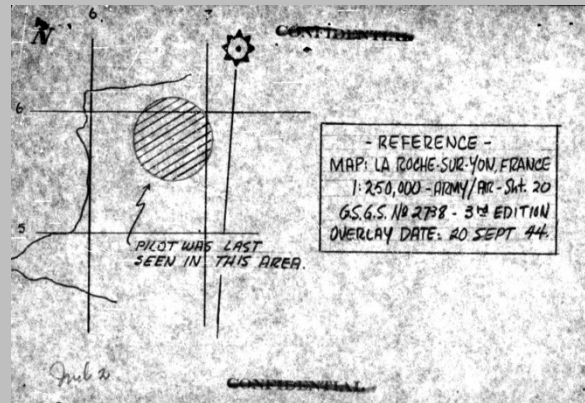 6 7
N
CONFIDENTIAL
6
5
PILOT WAS LAST
SEEN IN THIS AREA.
- REFERENCE -
MAP: LA ROCHE-SUR-YON, FRANCE
1:250,000 - ARMY/AIR - Sht. 20
G.S.G.S. Nº 2738 - 3rd EDITION
OVERLAY DATE: 20 SEPT 44.
CONFIDENTIAL